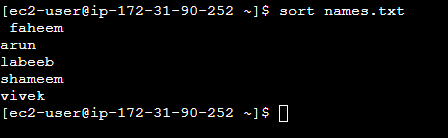 [ec2-user@ip-172-31-90-252 ~]$ sort names.txt
 faheem
arun
labeeb
shameem
vivek
[ec2-user@ip-172-31-90-252 ~]$